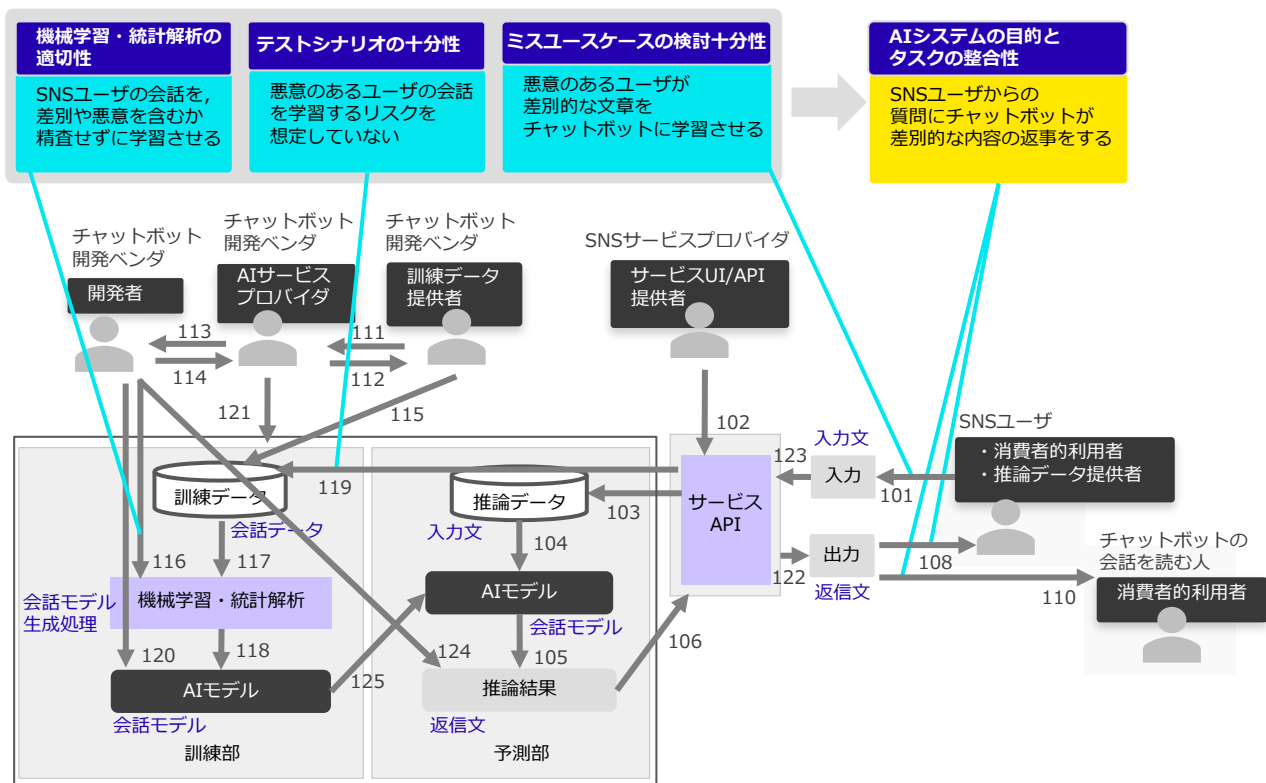 機械学習・統計解析の
適切性
SNSユーザの会話を,
差別や悪意を含むか
精査せずに学習させる
テストシナリオの十分性
悪意のあるユーザの会話
を学習するリスクを
想定していない
ミスユースケースの検討十分性
悪意のあるユーザが
差別的な文章を
チャットボットに学習させる
AIシステムの目的と
タスクの整合性
SNSユーザからの
質問にチャットボットが
差別的な内容の返事をする
チャットボット
開発ベンダ
開発者
チャットボット
開発ベンダ
AIサービス
プロバイダ
チャットボット
開発ベンダ
訓練データ
提供者
SNSサービスプロバイダ
サービスUI/API
提供者
113
114
111
112
121
115
102
SNSユーザ
・消費者的利用者
・推論データ提供者
入力文
123
入力
101
訓練データ
119
推論データ
103
サービス
API
会話データ
入力文
104
116
117
122
出力
返信文
108
チャットボットの
会話を読む人
110
消費者的利用者
会話モデル
生成処理
機械学習・統計解析
AIモデル
会話モデル
120
118
124
105
106
125
AIモデル
会話モデル
推論結果
返信文
訓練部
予測部